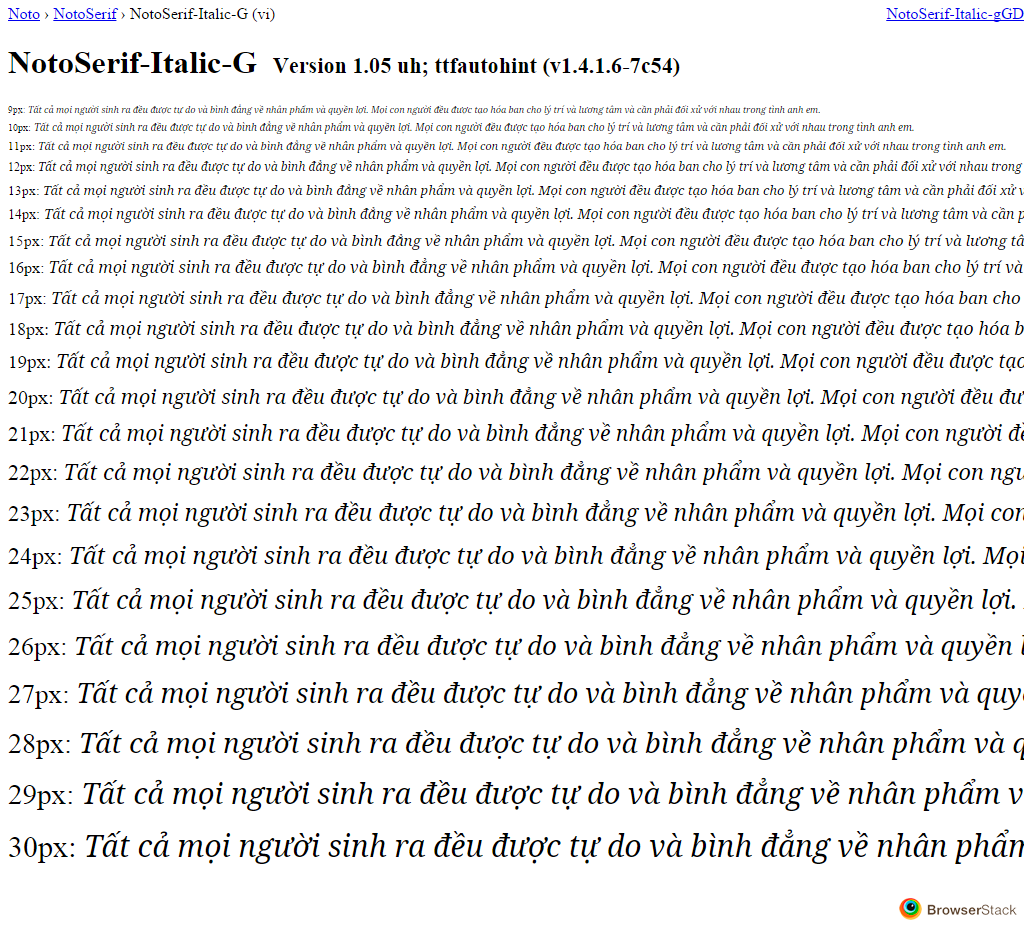 Noto › NotoSerif › NotoSerif-Italic-G (vi) NotoSerif-Italic-gGD
NotoSerif-Italic-G Version 1.05 uh; ttfautohint (v1.4.1.6-7c54)
9px: Tất cả mọi người sinh ra đều được tự do và bình đẳng về nhân phẩm và quyền lợi. Mọi con người đều được tạo hóa ban cho lý trí và lương tâm và cần phải đối xử với nhau trong tình anh em.
10px: Tất cả mọi người sinh ra đều được tự do và bình đẳng về nhân phẩm và quyền lợi. Mọi con người đều được tạo hóa ban cho lý trí và lương tâm và cần phải đối xử với nhau trong tình anh em.
11px: Tất cả mọi người sinh ra đều được tự do và bình đẳng về nhân phẩm và quyền lợi. Mọi con người đều được tạo hóa ban cho lý trí và lương tâm và cần phải đối xử với nhau trong tình anh em.
12px: Tất cả mọi người sinh ra đều được tự do và bình đẳng về nhân phẩm và quyền lợi. Mọi con người đều được tạo hóa ban cho lý trí và lương tâm và cần phải đối xử với nhau trong
13px: Tất cả mọi người sinh ra đều được tự do và bình đẳng về nhân phẩm và quyền lợi. Mọi con người đều được tạo hóa ban cho lý trí và lương tâm và cần phải đối xử v
14px: Tất cả mọi người sinh ra đều được tự do và bình đẳng về nhân phẩm và quyền lợi. Mọi con người đều được tạo hóa ban cho lý trí và lương tâm và cần p
15px: Tất cả mọi người sinh ra đều được tự do và bình đẳng về nhân phẩm và quyền lợi. Mọi con người đều được tạo hóa ban cho lý trí và lương tâ
16px: Tất cả mọi người sinh ra đều được tự do và bình đẳng về nhân phẩm và quyền lợi. Mọi con người đều được tạo hóa ban cho lý trí và
17px: Tất cả mọi người sinh ra đều được tự do và bình đẳng về nhân phẩm và quyền lợi. Mọi con người đều được tạo hóa ban cho
18px: Tất cả mọi người sinh ra đều được tự do và bình đẳng về nhân phẩm và quyền lợi. Mọi con người đều được tạo hóa b
19px: Tất cả mọi người sinh ra đều được tự do và bình đẳng về nhân phẩm và quyền lợi. Mọi con người đều được tạo
20px: Tất cả mọi người sinh ra đều được tự do và bình đẳng về nhân phẩm và quyền lợi. Mọi con người đều đư
21px: Tất cả mọi người sinh ra đều được tự do và bình đẳng về nhân phẩm và quyền lợi. Mọi con người đề
22px: Tất cả mọi người sinh ra đều được tự do và bình đẳng về nhân phẩm và quyền lợi. Mọi con ngư
23px: Tất cả mọi người sinh ra đều được tự do và bình đẳng về nhân phẩm và quyền lợi. Mọi con
24px: Tất cả mọi người sinh ra đều được tự do và bình đẳng về nhân phẩm và quyền lợi. Mọi
25px: Tất cả mọi người sinh ra đều được tự do và bình đẳng về nhân phẩm và quyền lợi.
26px: Tất cả mọi người sinh ra đều được tự do và bình đẳng về nhân phẩm và quyền l
27px: Tất cả mọi người sinh ra đều được tự do và bình đẳng về nhân phẩm và quy
28px: Tất cả mọi người sinh ra đều được tự do và bình đẳng về nhân phẩm và q
29px: Tất cả mọi người sinh ra đều được tự do và bình đẳng về nhân phẩm v
30px: Tất cả mọi người sinh ra đều được tự do và bình đẳng về nhân phẩm
BrowserStack